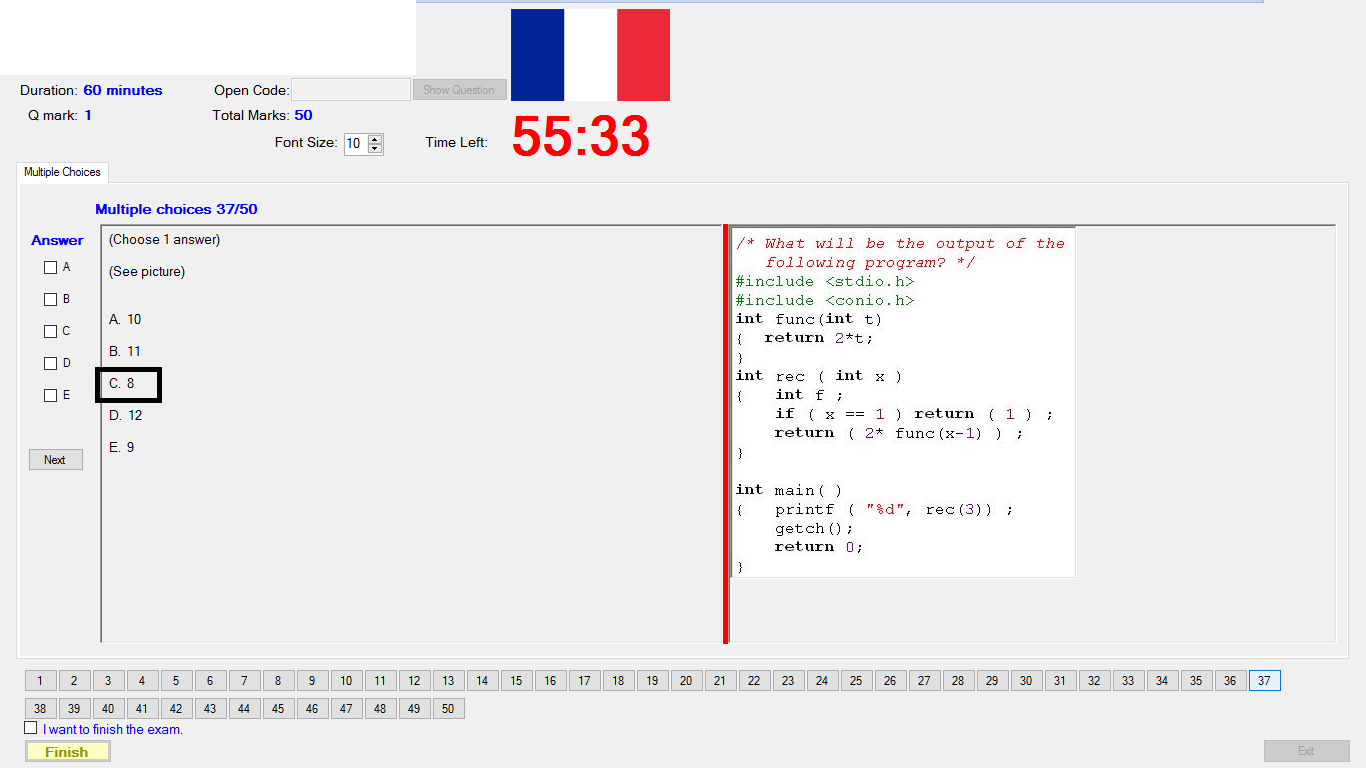 Duration: 60 minutes
Open Code:
Show Question
Q mark: 1
Total Marks: 50
Font Size: 10
Time Left: 55:33
Multiple Choices
Multiple choices 37/50
Answer
A
B
C
D
E
Next
(Choose 1 answer)
(See picture)
A. 10
B. 11
C. 8
D. 12
E. 9
/* What will be the output of the
following program? */
#include <stdio.h>
#include <conio.h>
int func(int t)
{ return 2*t;
}
int rec ( int x )
{ int f ;
if ( x == 1 ) return ( 1 ) ;
return ( 2* func(x-1) ) ;
}
int main( )
{ printf ( "%d", rec(3)) ;
getch();
return 0;
}
1 2 3 4 5 6 7 8 9 10 11 12 13 14 15 16 17 18 19 20 21 22 23 24 25 26 27 28 29 30 31 32 33 34 35 36 37
38 39 40 41 42 43 44 45 46 47 48 49 50
I want to finish the exam.
Finish
Exit